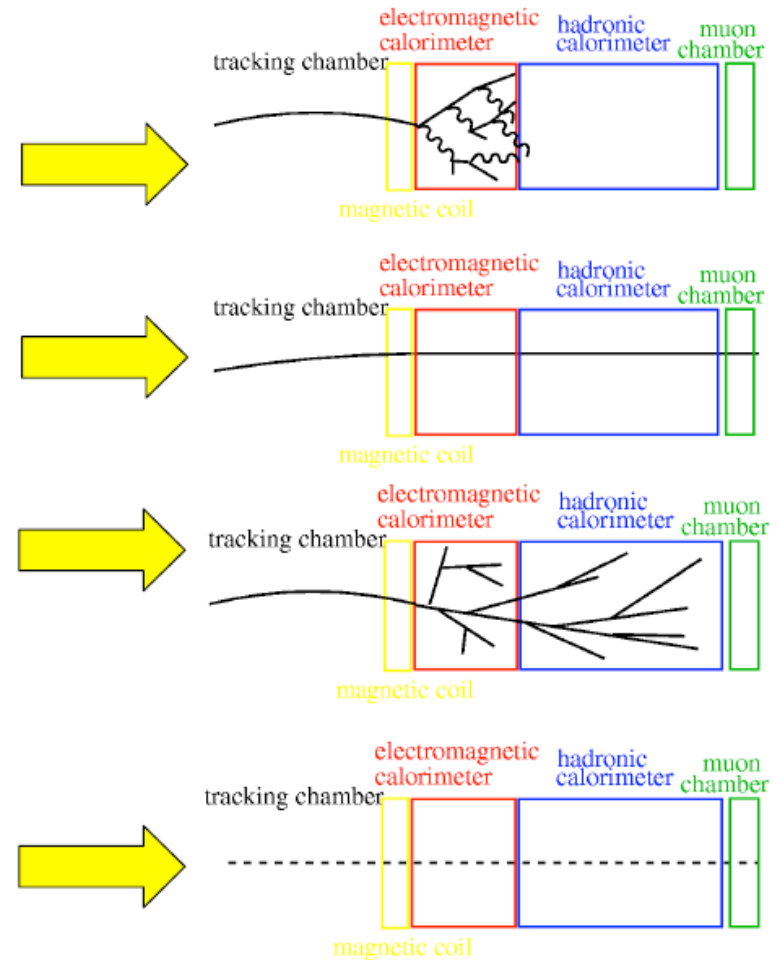 electromagnetic
calorimeter
hadronic
calorimeter
muon
chamber
tracking chamber
magnetic coil
electromagnetic
calorimeter
hadronic
calorimeter
muon
chamber
tracking chamber
magnetic coil
electromagnetic
calorimeter
hadronic
calorimeter
muon
chamber
tracking chamber
magnetic coil
electromagnetic
calorimeter
hadronic
calorimeter
muon
chamber
tracking chamber
magnetic coil